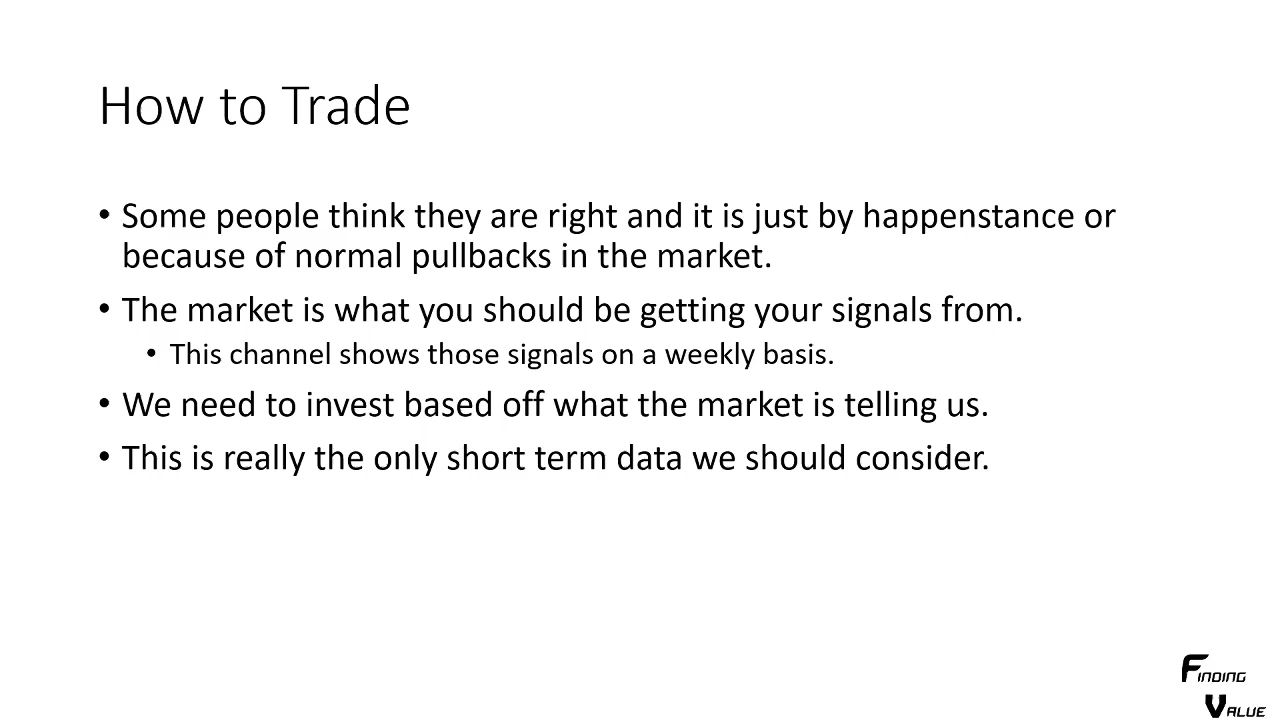 How to Trade
• Some people think they are right and it is just by happenstance or
because of normal pullbacks in the market.
• The market is what you should be getting your signals from.
• This channel shows those signals on a weekly basis.
• We need to invest based off what the market is telling us.
• This is really the only short term data we should consider.
FINDING
VALUE